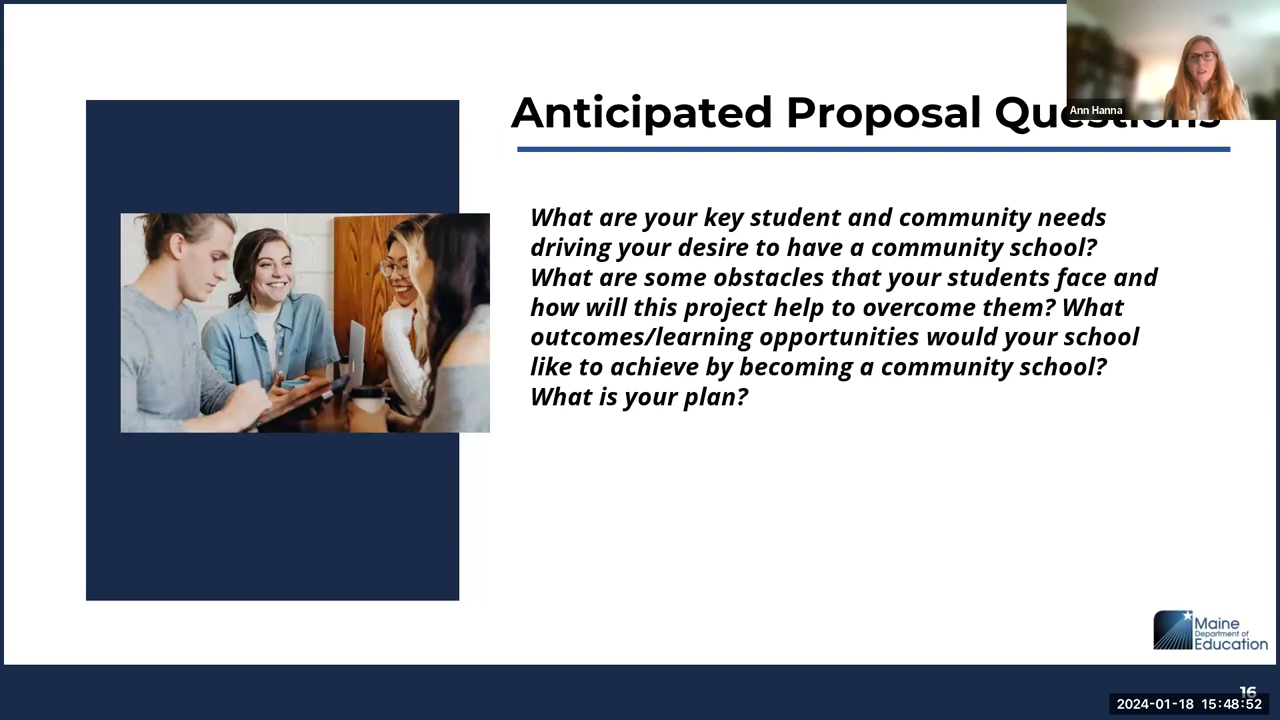 Ann Hanna
Anticipated Proposal Questions
What are your key student and community needs
driving your desire to have a community school?
What are some obstacles that your students face and
how will this project help to overcome them? What
outcomes/learning opportunities would your school
like to achieve by becoming a community school?
What is your plan?
Maine
Department of
Education
16
2024-01-18 15:48:52